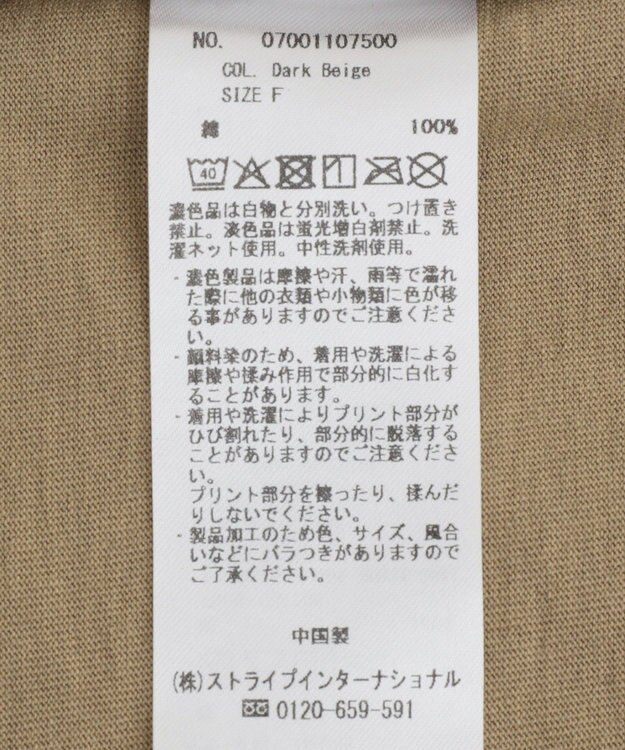 NO. 07001107500
COL. Dark Beige
SIZE F
綿 100%
40
濃色品は白物と分別洗い。つけ置き
禁止。淡色品は蛍光増白剤禁止。洗
濯ネット使用。中性洗剤使用。
・濃色製品は摩擦や汗、雨等で濡れ
た際に他の衣類や小物類に色が移
る事がありますのでご注意くださ
い。
・顔料染のため、着用や洗濯による
摩擦や揉み作用で部分的に白化す
ることがあります。
・着用や洗濯によりプリント部分が
ひび割れたり、部分的に脱落する
ことがありますのでご注意くださ
い。
プリント部分を擦ったり、揉んだ
りしないでください。
・製品加工のため色、サイズ、風合
いなどにバラつきがありますので
ご了承ください。
中国製
(株)ストライプインターナショナル
0120-659-591